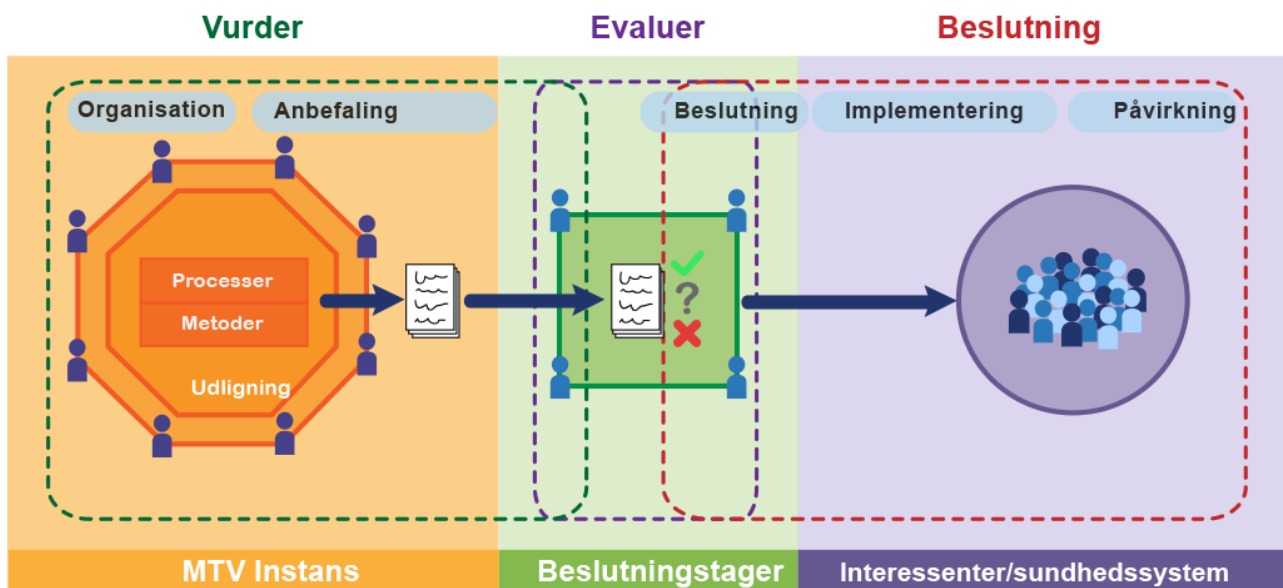 Vurder
Evaluer
Beslutning
Organisation
Anbefaling
Beslutning
Implementering
Påvirkning
Processer
Metoder
Udligning
MTV Instans
Beslutningstager
Interessenter/sundhedssystem